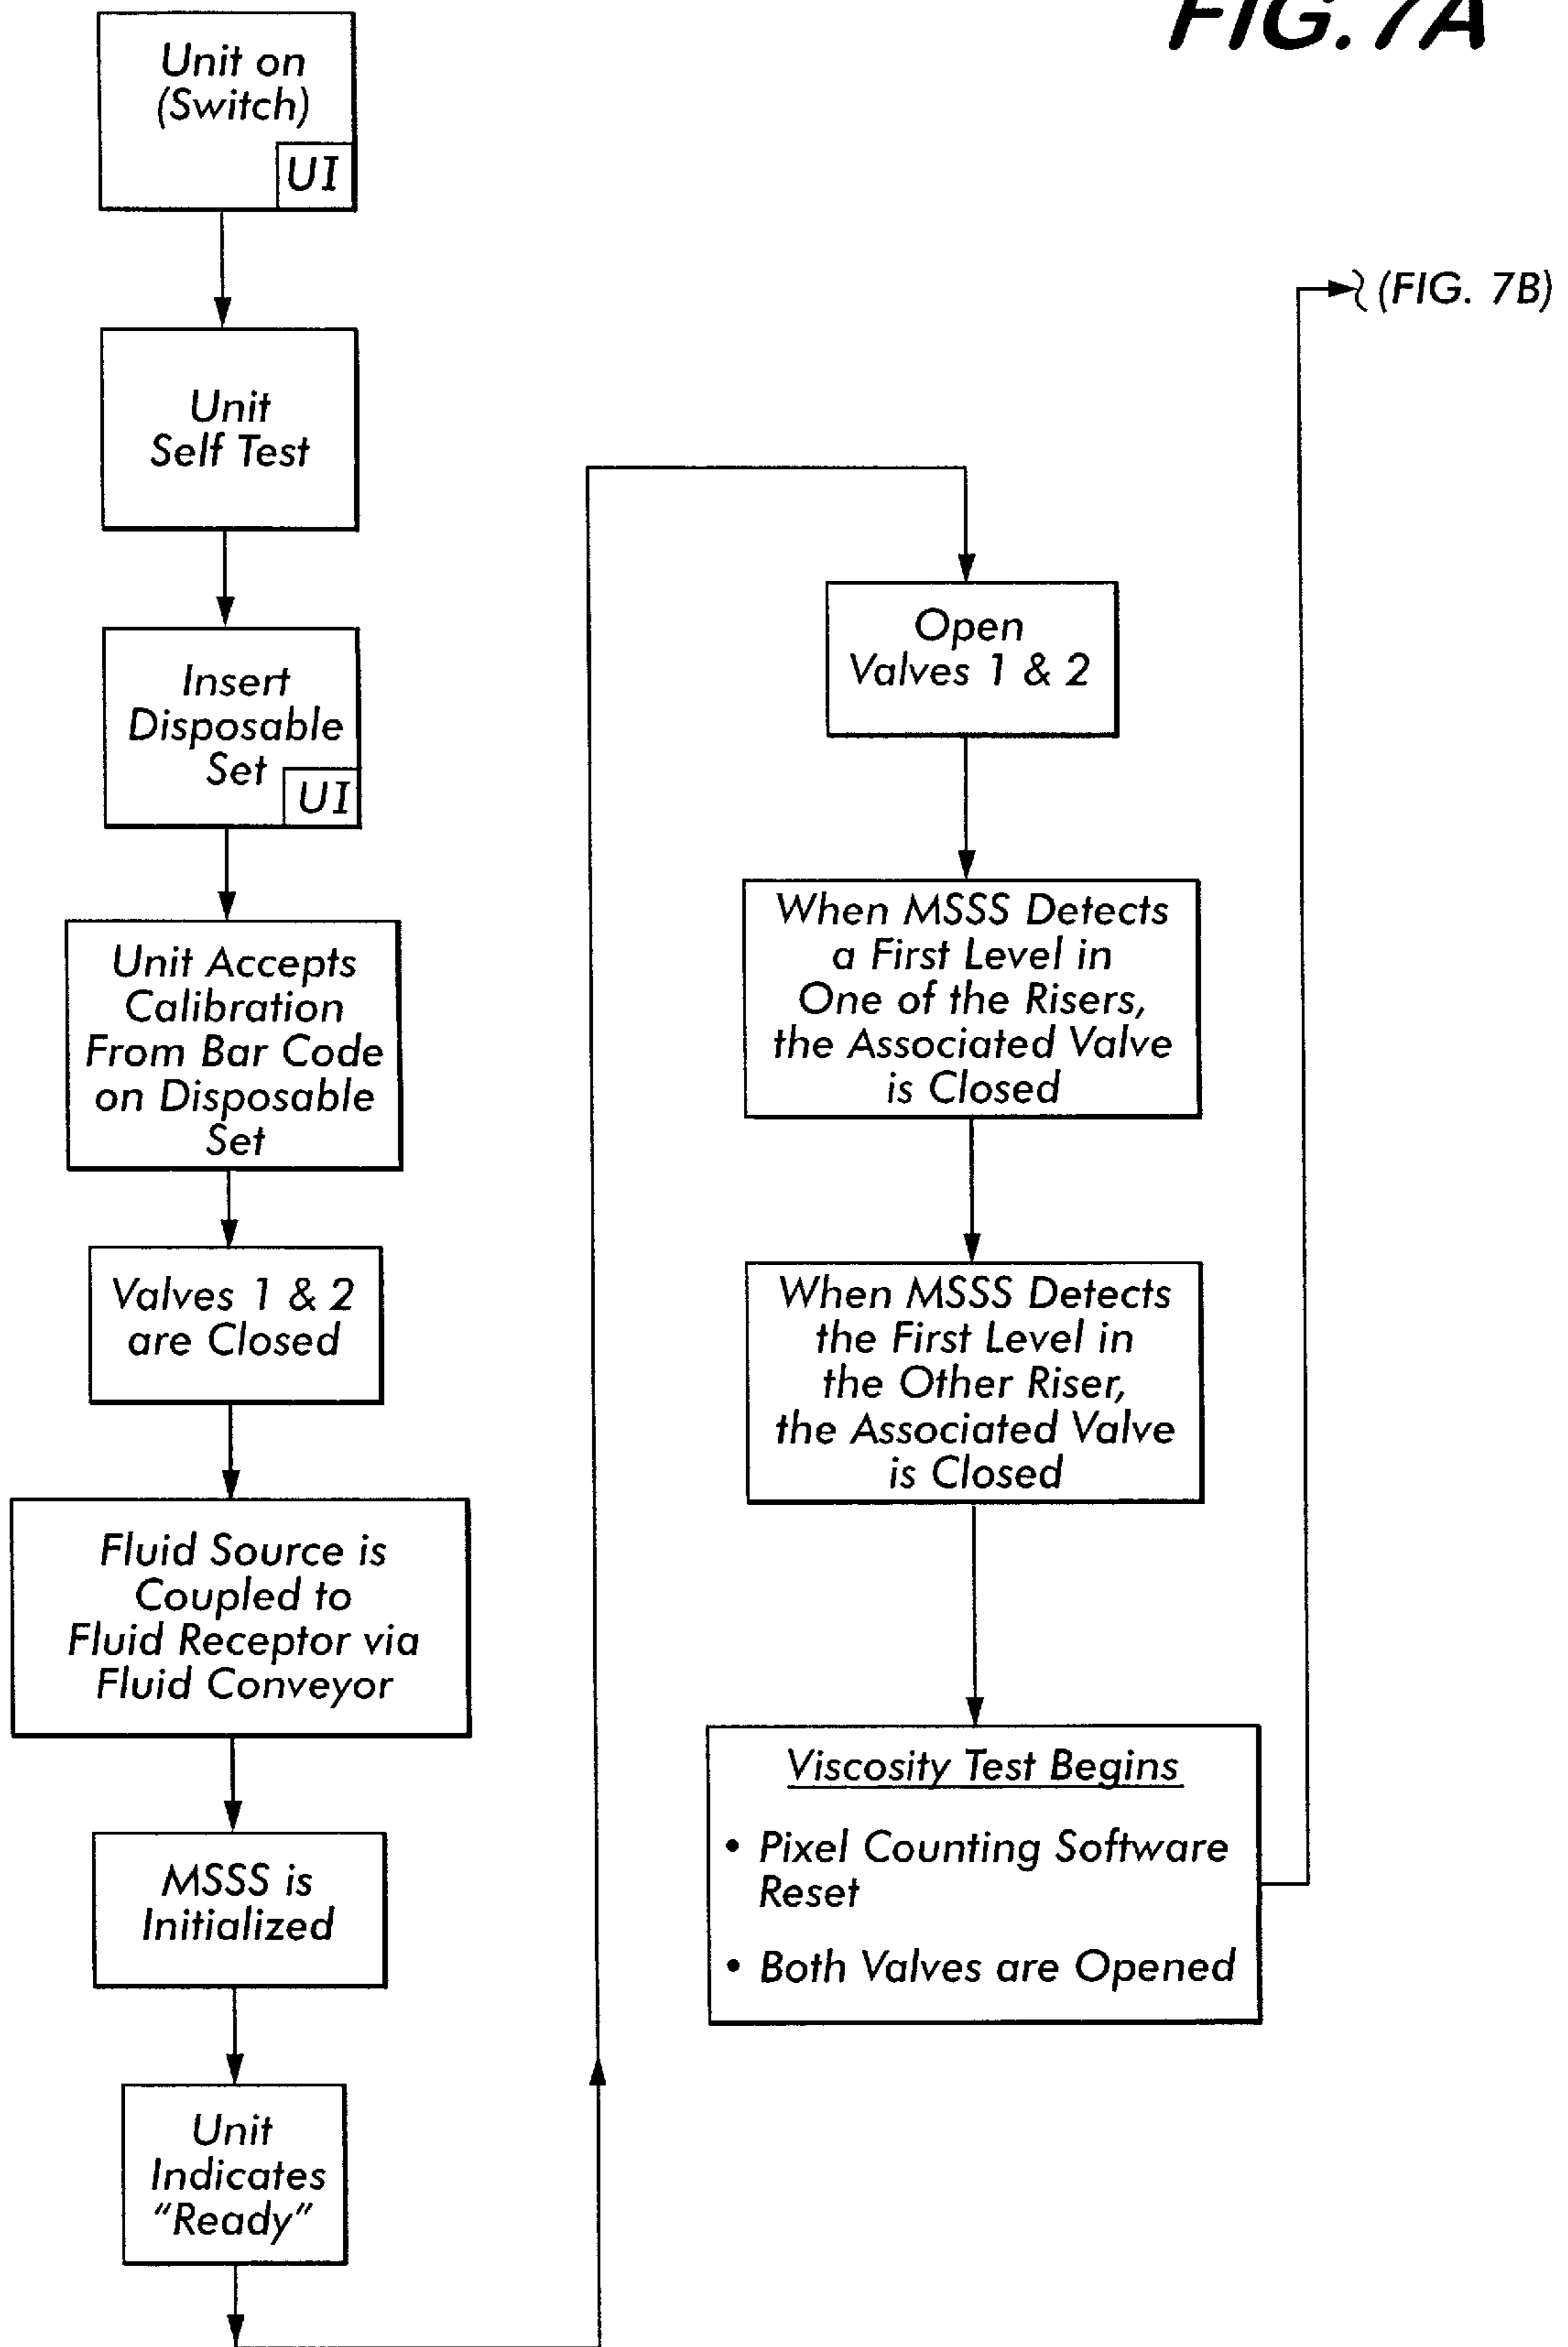 FIG. 7A
Unit on
(Switch)
UI
Unit
Self Test
Insert
Disposable
Set
UI
Unit Accepts
Calibration
From Bar Code
on Disposable
Set
Valves 1 & 2
are Closed
Fluid Source is
Coupled to
Fluid Receptor via
Fluid Conveyor
MSSS is
Initialized
Unit
Indicates
"Ready"
Open
Valves 1 & 2
When MSSS Detects
a First Level in
One of the Risers,
the Associated Valve
is Closed
When MSSS Detects
the First Level in
the Other Riser,
the Associated Valve
is Closed
Viscosity Test Begins
• Pixel Counting Software
Reset
• Both Valves are Opened
(FIG. 7B)